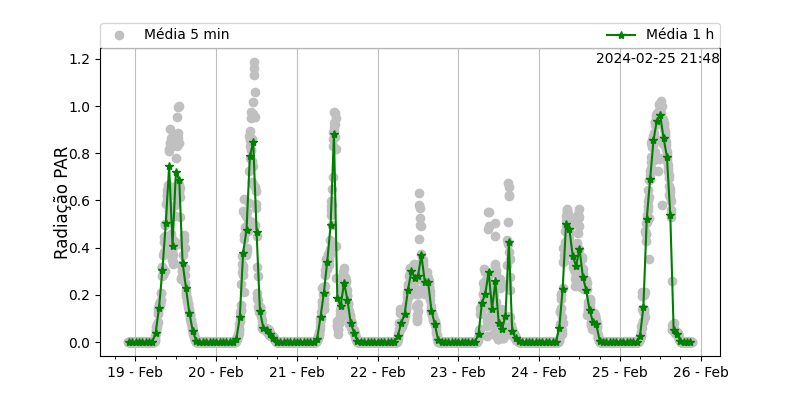 Média 5 min
Média 1 h
2024-02-25 21:48
Radiação PAR
1.2
1.0
0.8
0.6
0.4
0.2
0.0
19 - Feb
20 - Feb
21 - Feb
22 - Feb
23 - Feb
24 - Feb
25 - Feb
26 - Feb